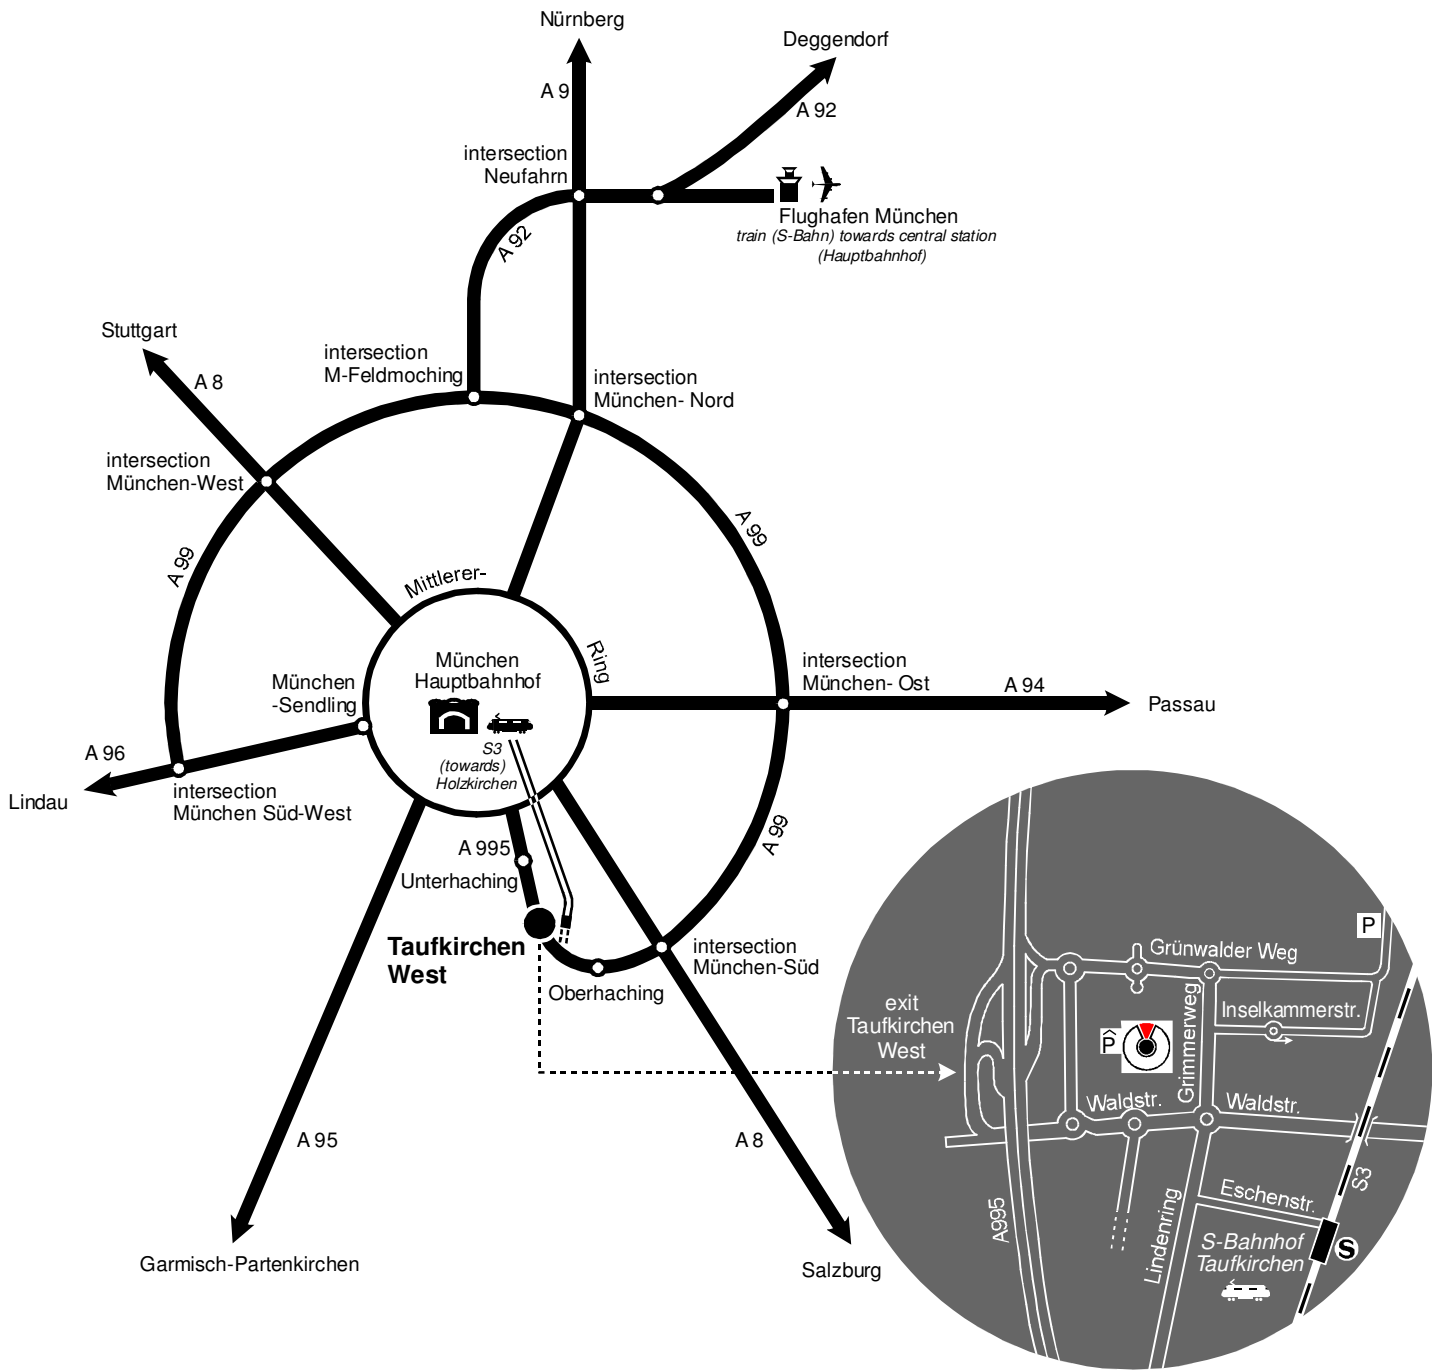 Nürnberg
Deggendorf
A 9
A 92
intersection
Neufahrn
Flughafen München
train (S-Bahn) towards central station
(Hauptbahnhof)
A 92
Stuttgart
A 8
intersection
M-Feldmoching
intersection
München- Nord
intersection
München-West
A 99
A 99
Mittlerer-
Ring
München
Hauptbahnhof
S3
(towards)
Holzkirchen
München
-Sendling
intersection
München- Ost
A 94
Passau
A 96
Lindau
intersection
München Süd-West
A 995
Unterhaching
A 99
Taufkirchen
West
intersection
München-Süd
Oberhaching
A 95
A 8
Garmisch-Partenkirchen
Salzburg
P
Grünwalder Weg
exit
Taufkirchen
West
Inselkammerstr.
P
Grimmerweg
Waldstr.
Waldstr.
S3
Eschenstr.
A995
Lindenring
S-Bahnhof
Taufkirchen
S